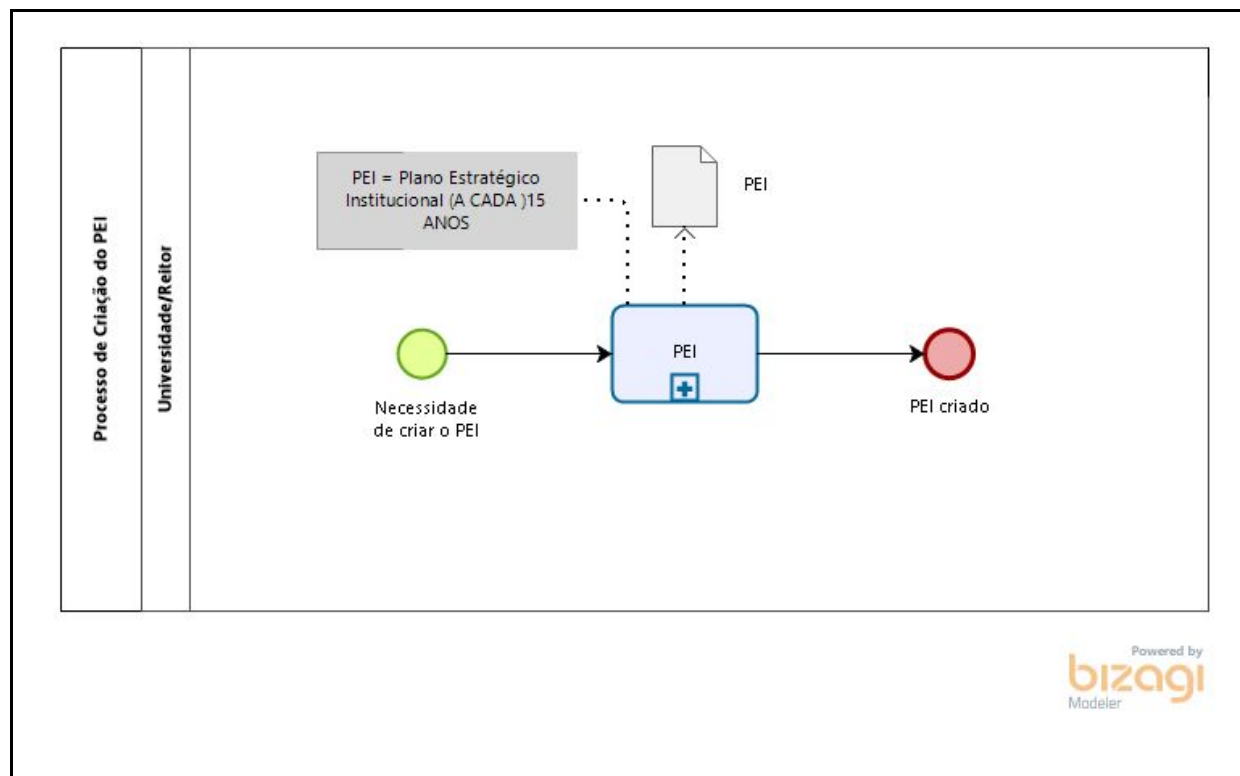 Processo de Criação do PEI
Universidade/Reitor
PEI = Plano Estratégico
Institucional (A CADA )15
ANOS
PEI
PEI
Necessidade
de criar o PEI
PEI criado
Powered by
bizagi
Modeler